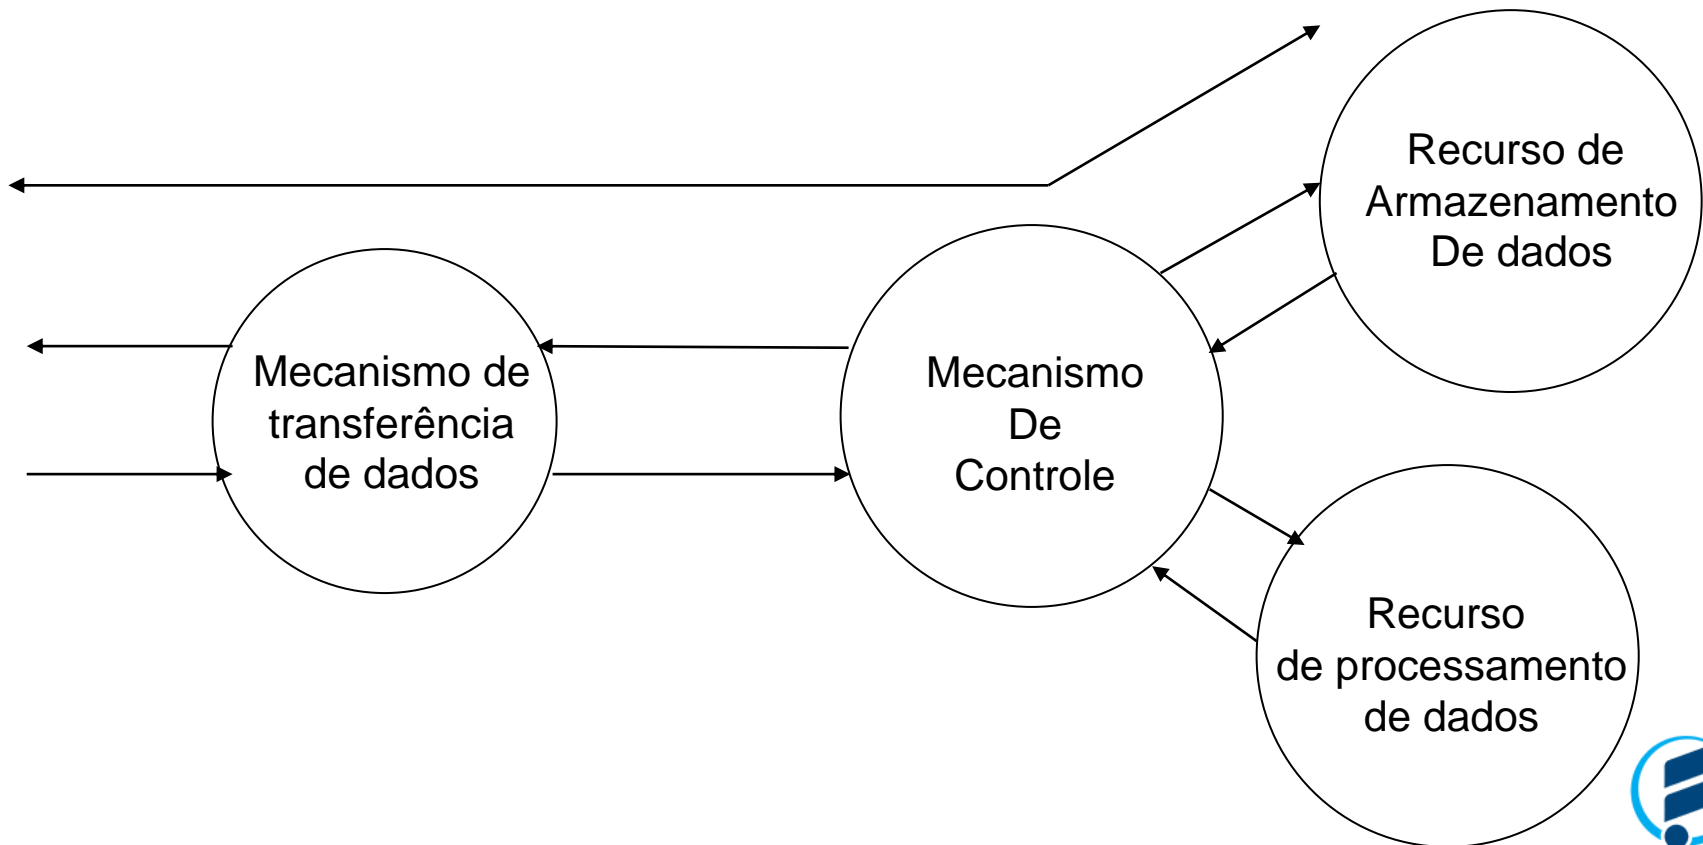 Recurso de
Armazenamento
De dados
Mecanismo de
transferência
de dados
Mecanismo
De
Controle
Recurso
de processamento
de dados